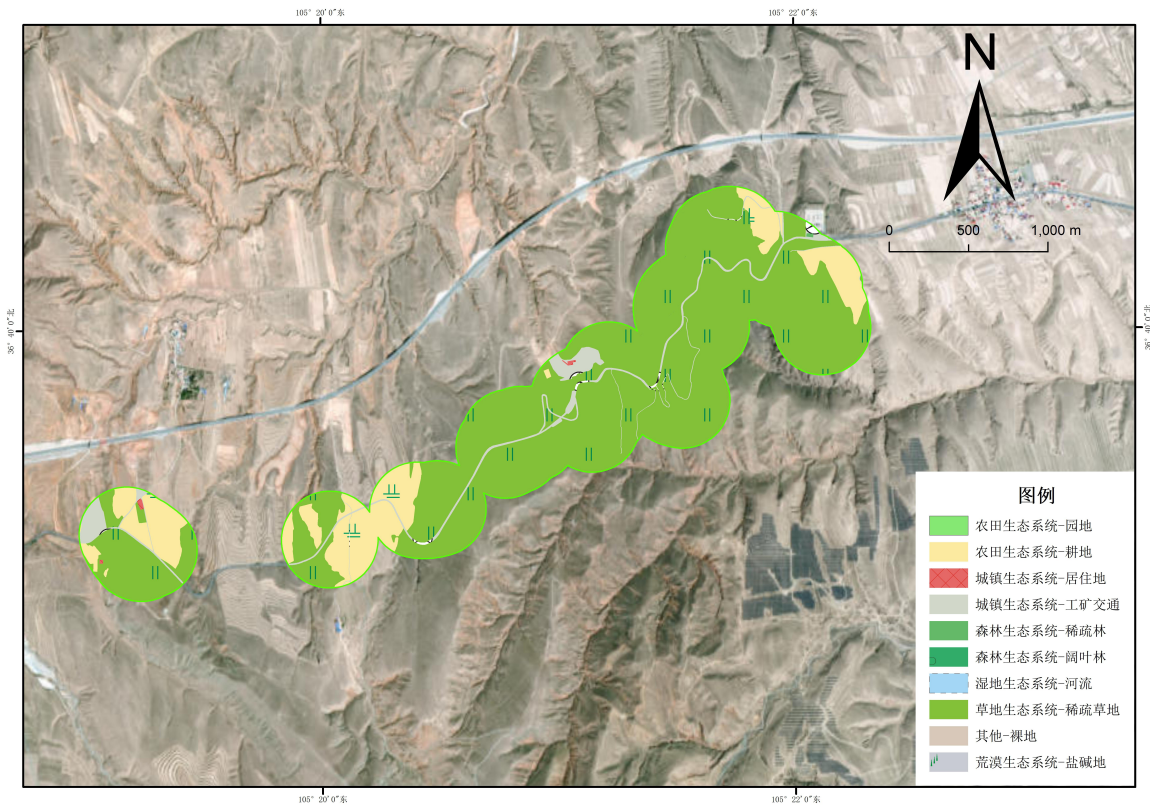 105° 20′0″东
105° 22′0″东
N
0 500 1,000 m
36° 40′0″北
36° 40′0″北
图例
农田生态系统-园地
农田生态系统-耕地
城镇生态系统-居住地
城镇生态系统-工矿交通
森林生态系统-稀疏林
森林生态系统-阔叶林
湿地生态系统-河流
草地生态系统-稀疏草地
其他-裸地
荒漠生态系统-盐碱地
105° 20′0″东
105° 22′0″东